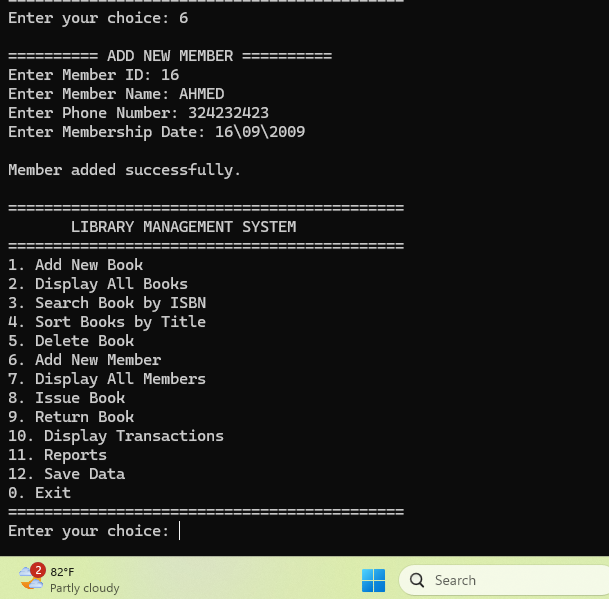 ==============================================
Enter your choice: 6
========== ADD NEW MEMBER ==========
Enter Member ID: 16
Enter Member Name: AHMED
Enter Phone Number: 324232423
Enter Membership Date: 16\09\2009
Member added successfully.
============================================
LIBRARY MANAGEMENT SYSTEM
============================================
1. Add New Book
2. Display All Books
3. Search Book by ISBN
4. Sort Books by Title
5. Delete Book
6. Add New Member
7. Display All Members
8. Issue Book
9. Return Book
10. Display Transactions
11. Reports
12. Save Data
0. Exit
============================================
Enter your choice:
2
82°F
Partly cloudy
Search